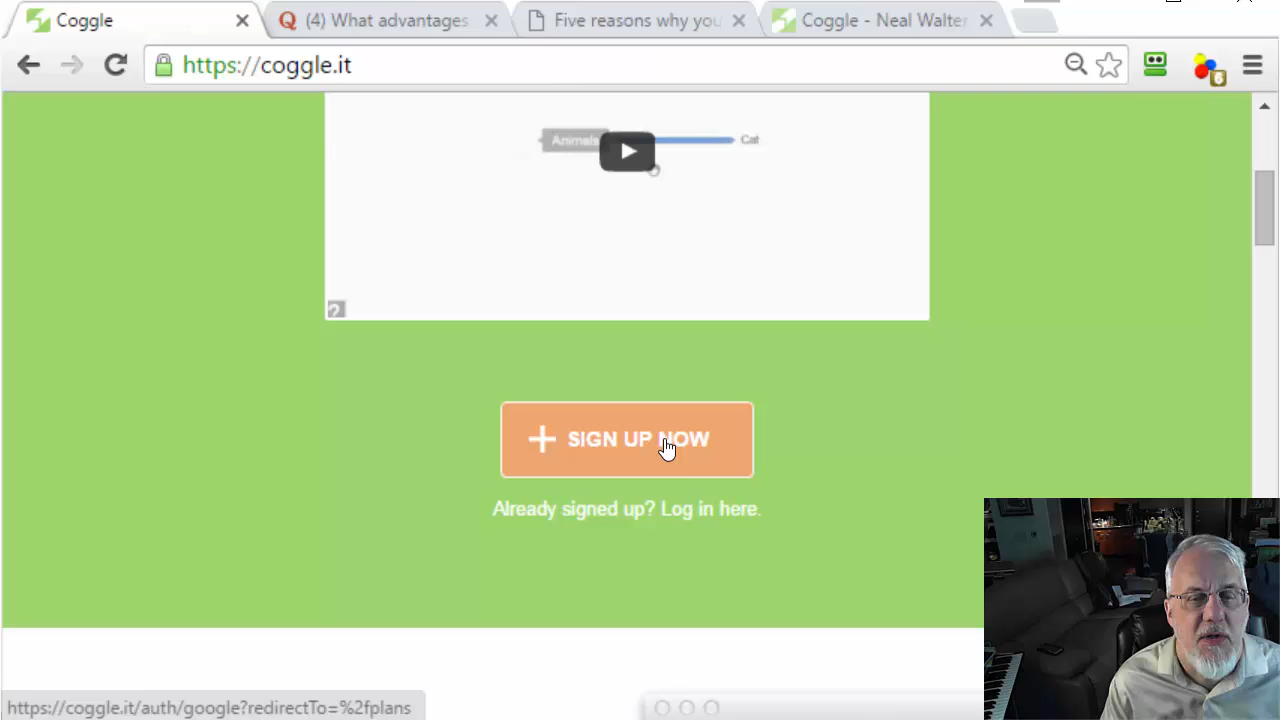 Coggle
(4) What advantages
Five reasons why you
Coggle - Neal Walter
https://coggle.it
6
Animals
Cat
?
SIGN UP NOW
Already signed up? Log in here.
https://coggle.it/auth/google?redirectTo=%2fplans